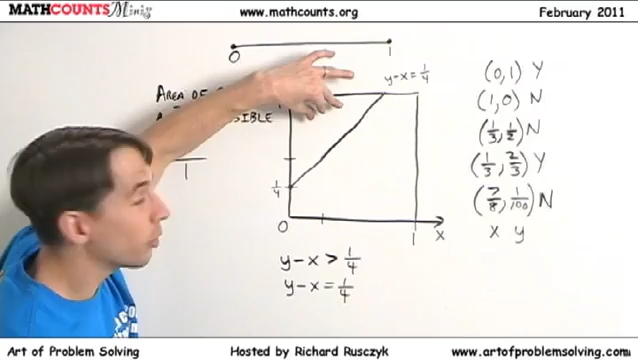 MATHCOUNTS Minis
www.mathcounts.org
February 2011
0 1
y-x=1/4
(0,1) Y
(1,0) N
(1/3,1/2) N
(1/3,2/3) Y
(7/8,1/100) N
x y
AREA OF
1
1/4
0
1
x
y-x > 1/4
y-x = 1/4
Art of Problem Solving
Hosted by Richard Rusczyk
www.artofproblemsolving.com